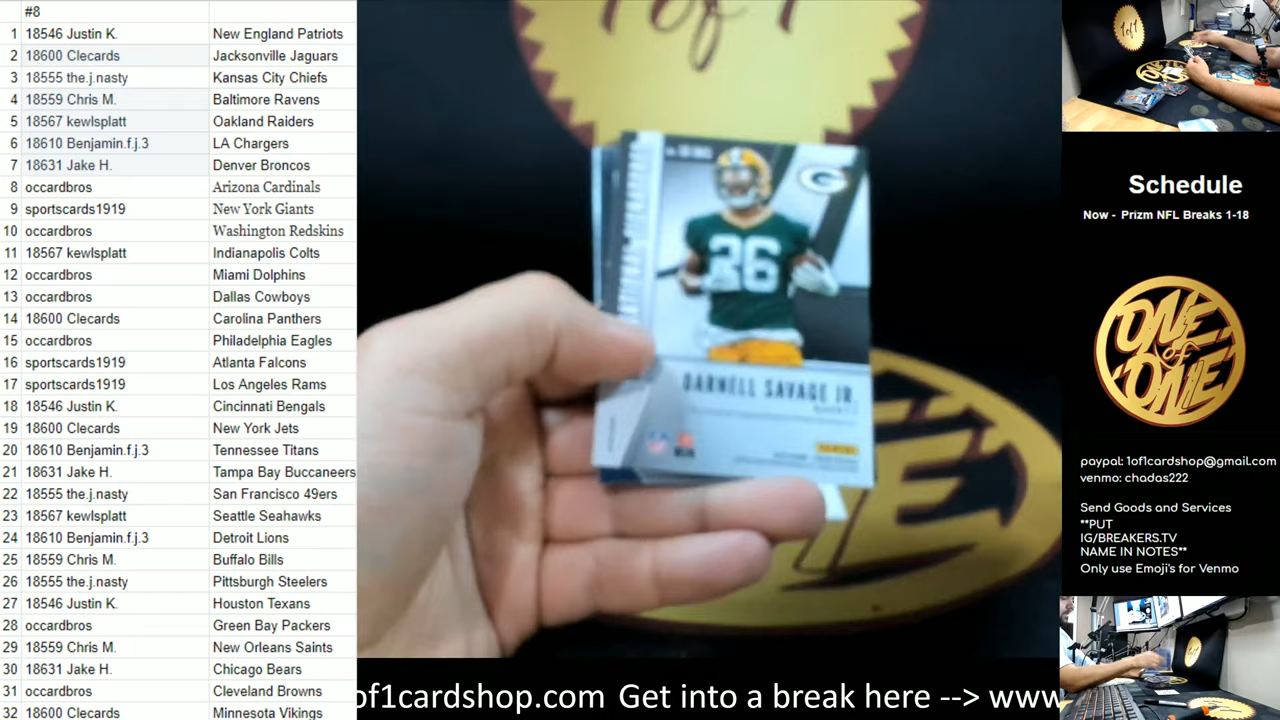 #8
1 18546 Justin K. New England Patriots
2 18600 Clecards Jacksonville Jaguars
3 18555 the.j.nasty Kansas City Chiefs
4 18559 Chris M. Baltimore Ravens
5 18567 kewlsplatt Oakland Raiders
6 18610 Benjamin.f.j.3 LA Chargers
7 18631 Jake H. Denver Broncos
8 occardbros Arizona Cardinals
9 sportscards1919 New York Giants
10 occardbros Washington Redskins
11 18567 kewlsplatt Indianapolis Colts
12 occardbros Miami Dolphins
13 occardbros Dallas Cowboys
14 18600 Clecards Carolina Panthers
15 occardbros Philadelphia Eagles
16 sportscards1919 Atlanta Falcons
17 sportscards1919 Los Angeles Rams
18 18546 Justin K. Cincinnati Bengals
19 18600 Clecards New York Jets
20 18610 Benjamin.f.j.3 Tennessee Titans
21 18631 Jake H. Tampa Bay Buccaneers
22 18555 the.j.nasty San Francisco 49ers
23 18567 kewlsplatt Seattle Seahawks
24 18610 Benjamin.f.j.3 Detroit Lions
25 18559 Chris M. Buffalo Bills
26 18555 the.j.nasty Pittsburgh Steelers
27 18546 Justin K. Houston Texans
28 occardbros Green Bay Packers
29 18559 Chris M. New Orleans Saints
30 18631 Jake H. Chicago Bears
31 occardbros Cleveland Browns
32 18600 Clecards Minnesota Vikings
1 of 1
G
26
DARNELL SAVAGE JR.
of1cardshop.com Get into a break here --> www
1of1
Schedule
Now - Prizm NFL Breaks 1-18
ONE
of
ONE
paypal: 1of1cardshop@gmail.com
venmo: chadas222
Send Goods and Services
**PUT
IG/BREAKERS.TV
NAME IN NOTES**
Only use Emoji's for Venmo